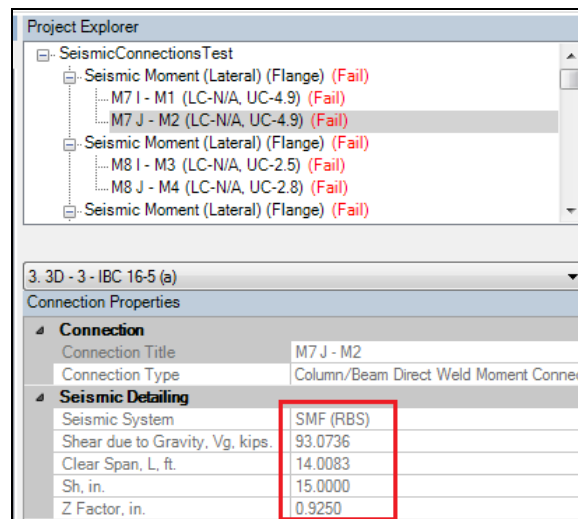 Project Explorer
SeismicConnectionsTest
Seismic Moment (Lateral) (Flange) (Fail)
M7 I - M1 (LC-N/A, UC-4.9) (Fail)
M7 J - M2 (LC-N/A, UC-4.9) (Fail)
Seismic Moment (Lateral) (Flange) (Fail)
M8 I - M3 (LC-N/A, UC-2.5) (Fail)
M8 J - M4 (LC-N/A, UC-2.8) (Fail)
Seismic Moment (Lateral) (Flange) (Fail)
3. 3D - 3 - IBC 16-5 (a)
Connection Properties
Connection
Connection Title M7 J - M2
Connection Type Column/Beam Direct Weld Moment Connec
Seismic Detailing
Seismic System SMF (RBS)
Shear due to Gravity, Vg, kips. 93.0736
Clear Span, L, ft. 14.0083
Sh, in. 15.0000
Z Factor, in. 0.9250